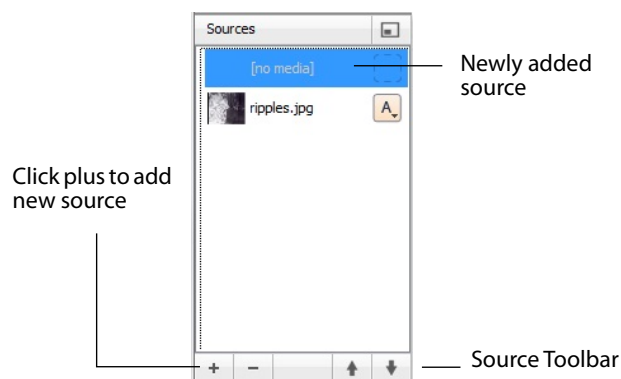 Sources
[no media]
Newly added
source
ripples.jpg
A
Click plus to add
new source
Source Toolbar